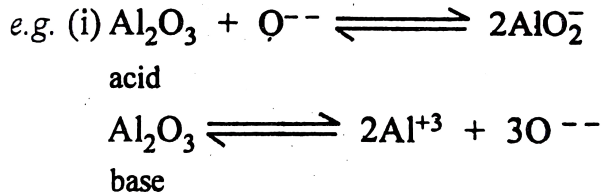 e.g. (i) Al₂O₃ + O⁻⁻ ⇌ 2AlO₂⁻
acid
Al₂O₃ ⇌ 2Al⁺³ + 3O⁻⁻
base